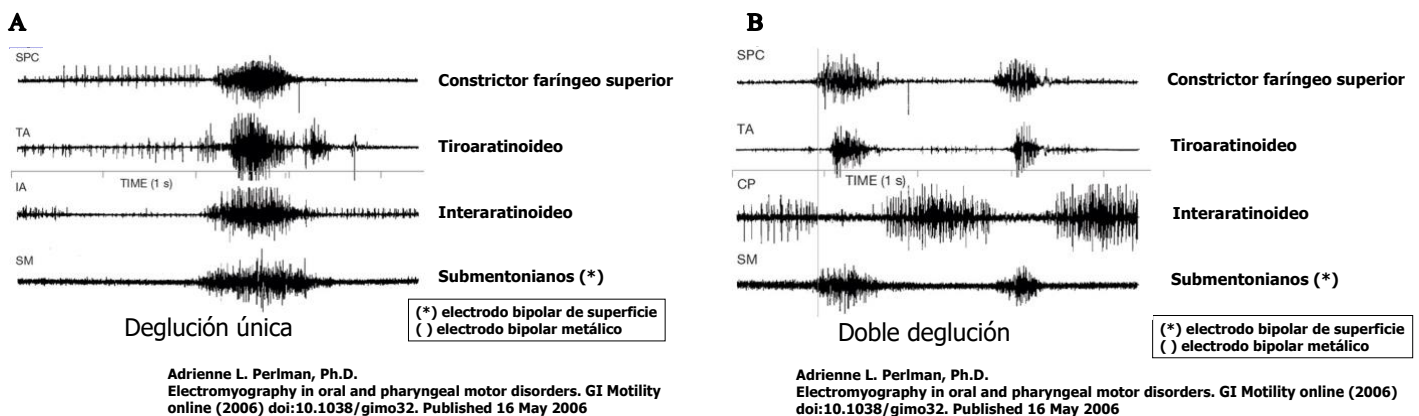 A
SPC
Constrictor faríngeo superior
TA
Tiroaratinoideo
TIME (1 s)
IA
Interaratinoideo
SM
Submentonianos (*)
(*) electrodo bipolar de superficie
( ) electrodo bipolar metálico
Deglución única
Adrienne L. Perlman, Ph.D.
Electromyography in oral and pharyngeal motor disorders. GI Motility
online (2006) doi:10.1038/gimo32. Published 16 May 2006
B
SPC
Constrictor faríngeo superior
TA
Tiroaratinoideo
TIME (1 s)
CP
Interaratinoideo
SM
Submentonianos (*)
Doble deglución
(*) electrodo bipolar de superficie
( ) electrodo bipolar metálico
Adrienne L. Perlman, Ph.D.
Electromyography in oral and pharyngeal motor disorders. GI Motility online (2006)
doi:10.1038/gimo32. Published 16 May 2006